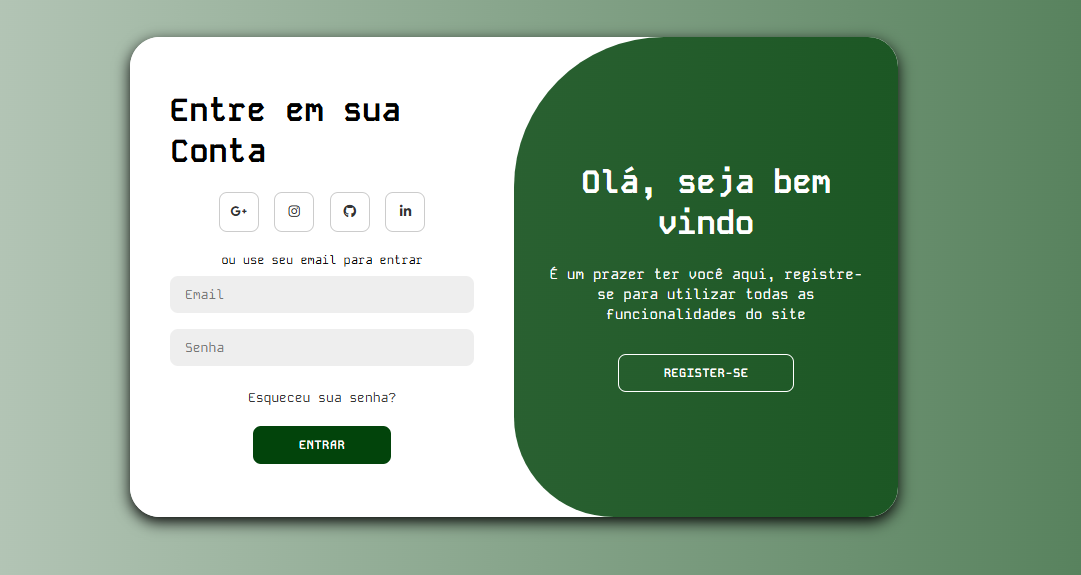 Entre em sua
Conta
G+
in
ou use seu email para entrar
Email
Senha
Esqueceu sua senha?
ENTRAR
Olá, seja bem
vindo
É um prazer ter você aqui, registre-
se para utilizar todas as
funcionalidades do site
REGISTER-SE